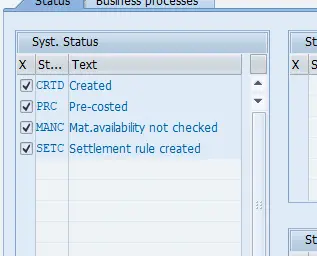 Status
Business processes
Syst. Status
St
X St... Text
X S
CRTD Created
PRC Pre-costed
MANC Mat.availability not checked
SETC Settlement rule created
St